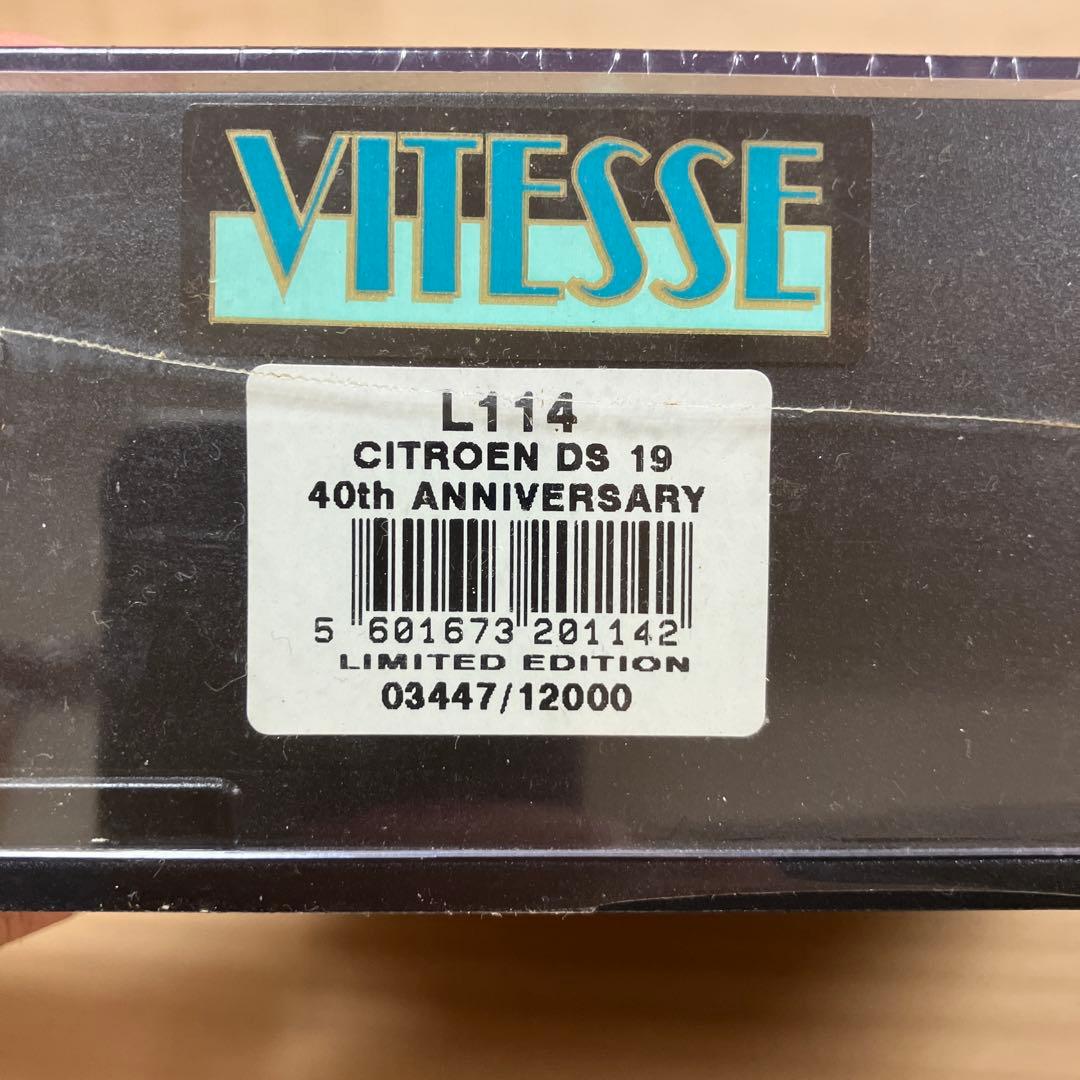 VITESSE
L114
CITROEN DS 19
40th ANNIVERSARY
5 601673 201142
LIMITED EDITION
03447/12000